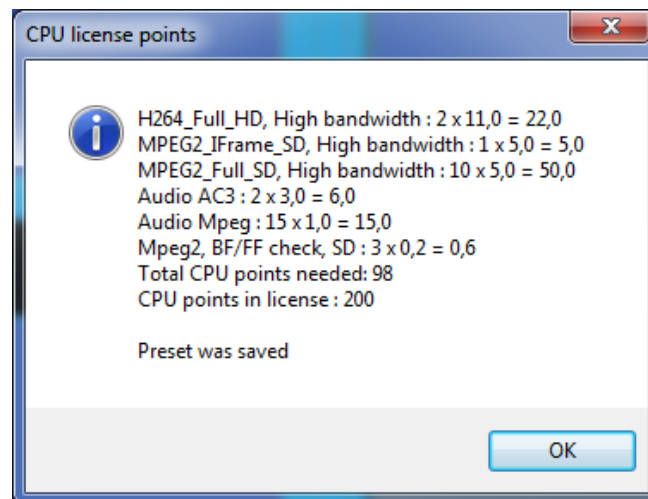 CPU license points
H264_Full_HD, High bandwidth : 2 x 11,0 = 22,0
MPEG2_IFrame_SD, High bandwidth : 1 x 5,0 = 5,0
MPEG2_Full_SD, High bandwidth : 10 x 5,0 = 50,0
Audio AC3 : 2 x 3,0 = 6,0
Audio Mpeg : 15 x 1,0 = 15,0
Mpeg2, BF/FF check, SD : 3 x 0,2 = 0,6
Total CPU points needed: 98
CPU points in license : 200
Preset was saved
OK